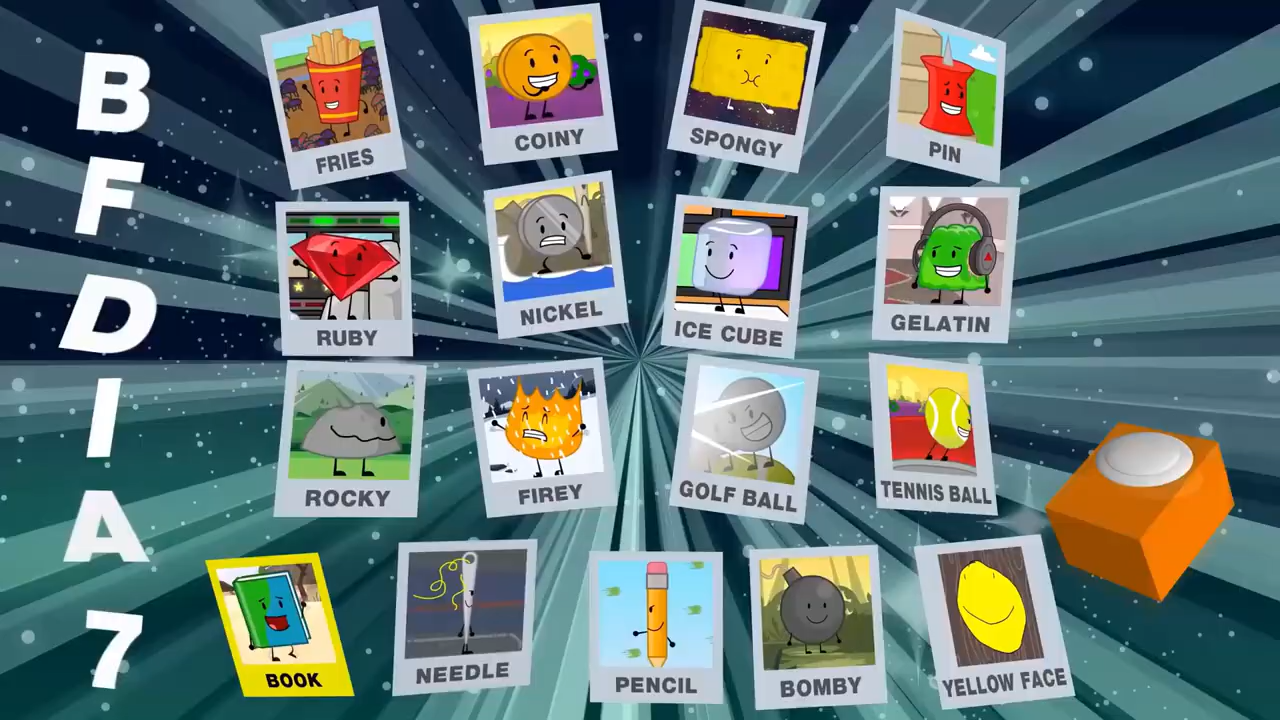 BFDIA 7
FRIES
COINY
SPONGY
PIN
RUBY
NICKEL
ICE CUBE
GELATIN
ROCKY
FIREY
GOLF BALL
TENNIS BALL
BOOK
NEEDLE
PENCIL
BOMBY
YELLOW FACE